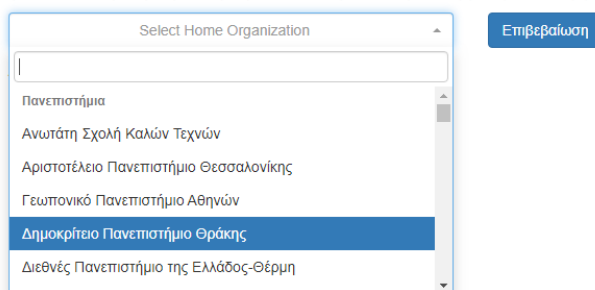 Select Home Organization
Επιβεβαίωση
Πανεπιστήμια
Ανωτάτη Σχολή Καλών Τεχνών
Αριστοτέλειο Πανεπιστήμιο Θεσσαλονίκης
Γεωπονικό Πανεπιστήμιο Αθηνών
Δημοκρίτειο Πανεπιστήμιο Θράκης
Διεθνές Πανεπιστήμιο της Ελλάδος-Θέρμη